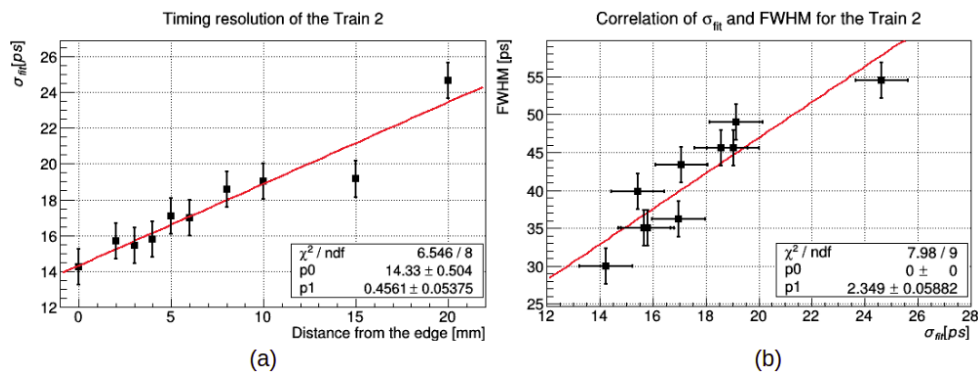 Timing resolution of the Train 2
σfit[ps]
26
24
22
20
18
16
14
12
χ² / ndf 6.546 / 8
p0 14.33 ± 0.504
p1 0.4561 ± 0.05375
0 5 10 15 20
Distance from the edge [mm]
(a)
Correlation of σfit and FWHM for the Train 2
FWHM [ps]
55
50
45
40
35
30
25
χ² / ndf 7.98 / 9
p0 0 ± 0
p1 2.349 ± 0.05882
12 14 16 18 20 22 24 26 28
σfit[ps]
(b)